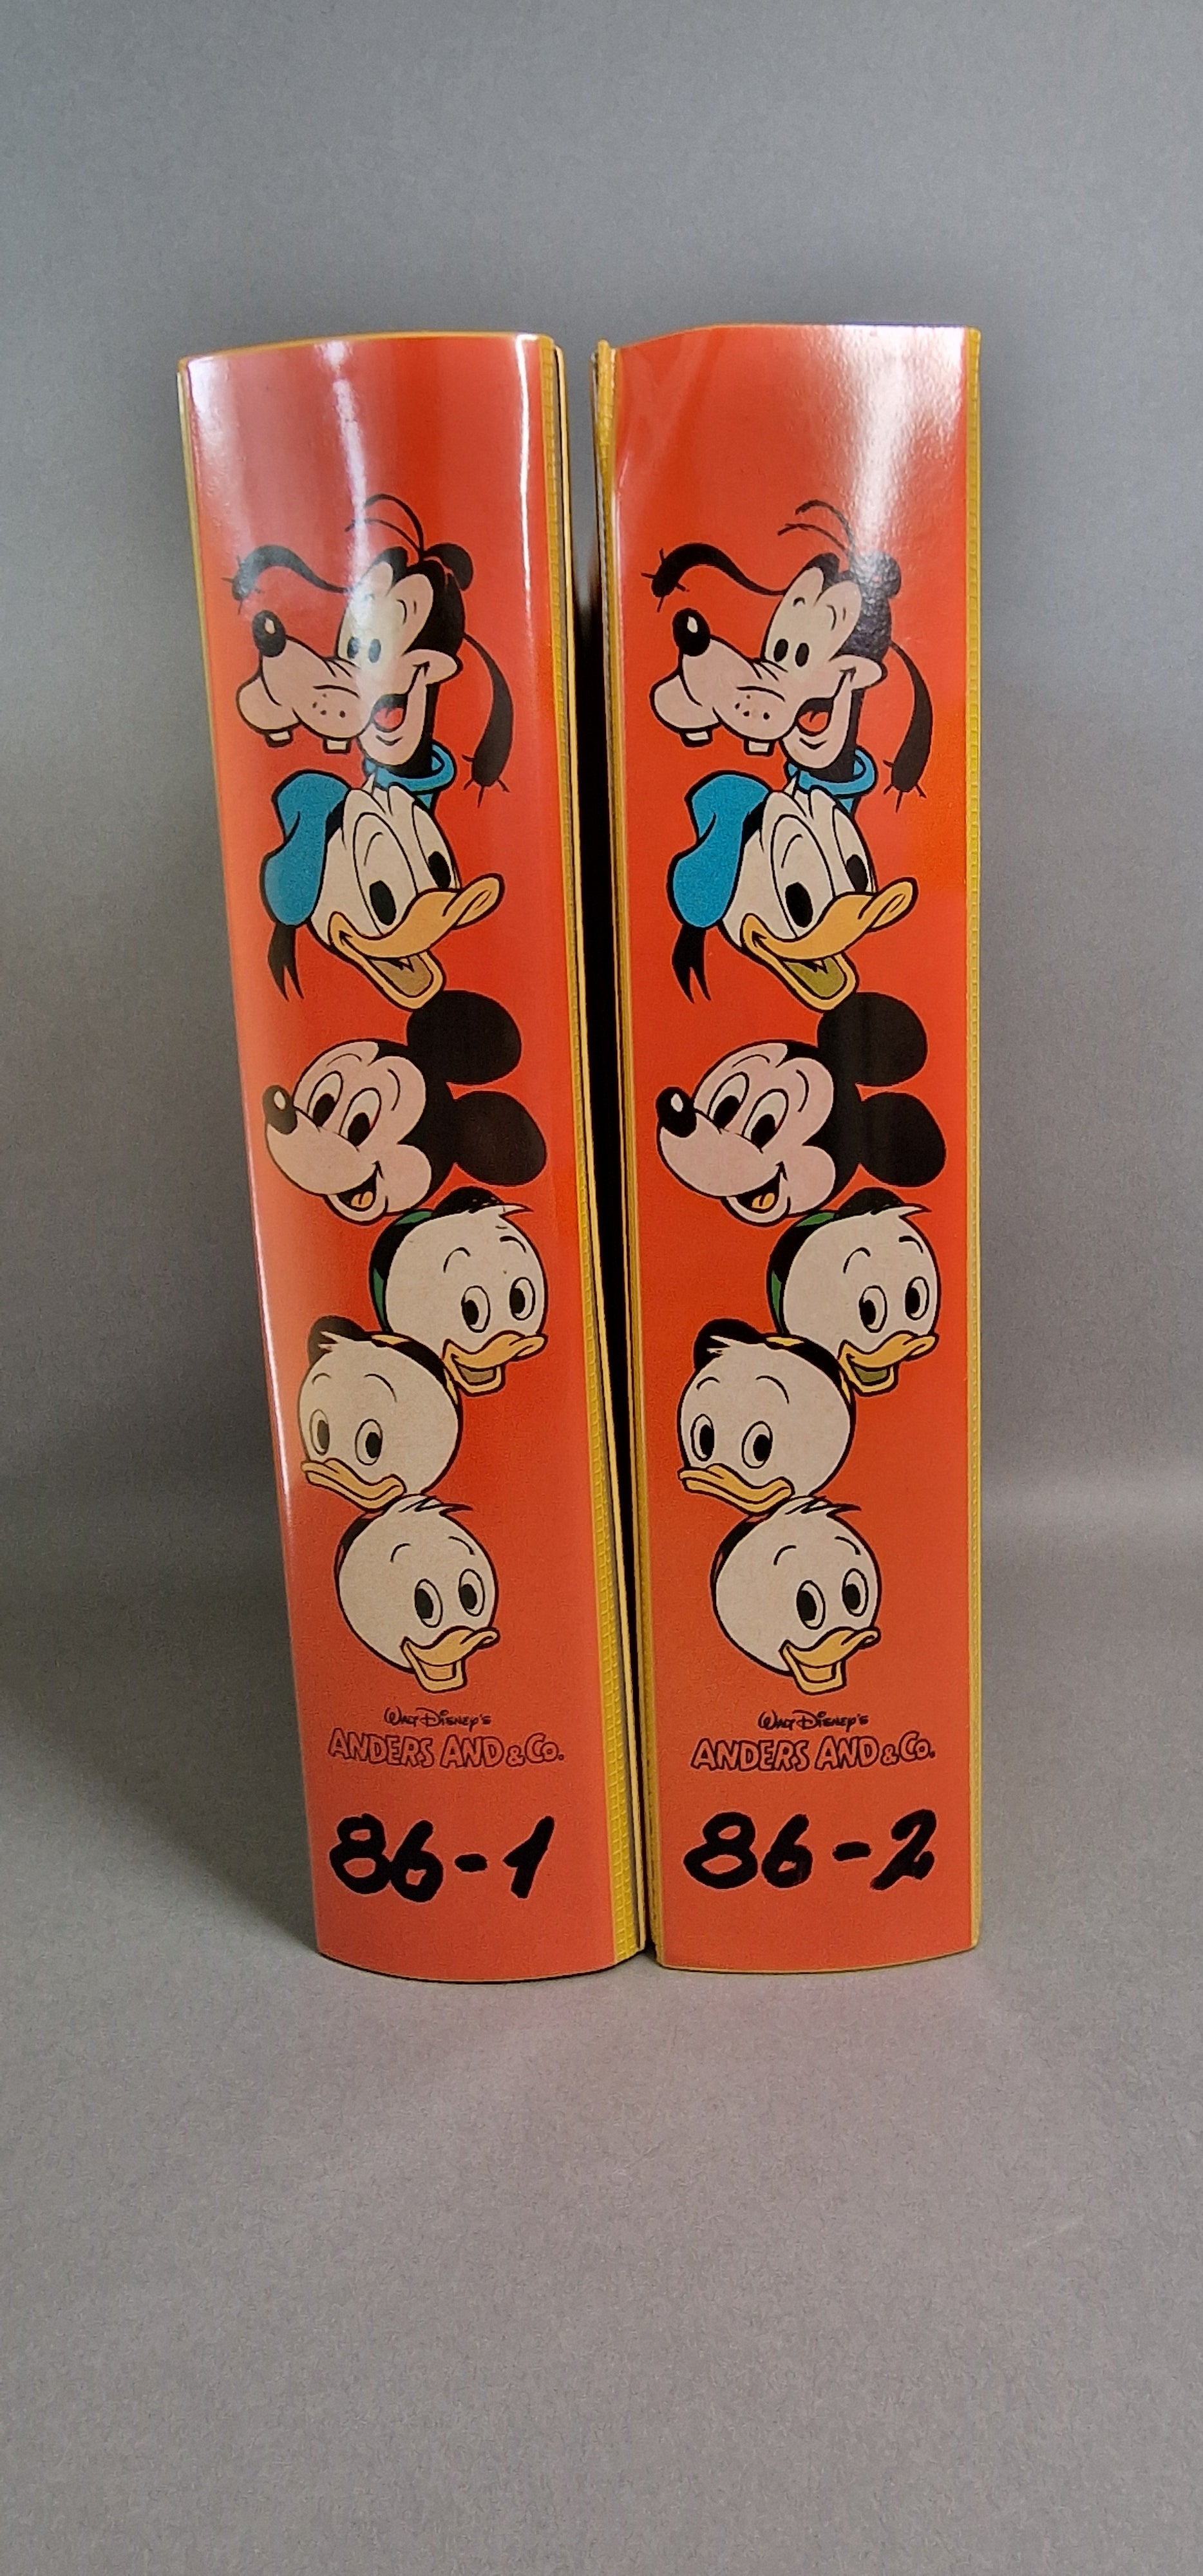 WALT DISNEY'S
ANDERS AND & Co.
86-1
WALT DISNEY'S
ANDERS AND & Co.
86-2